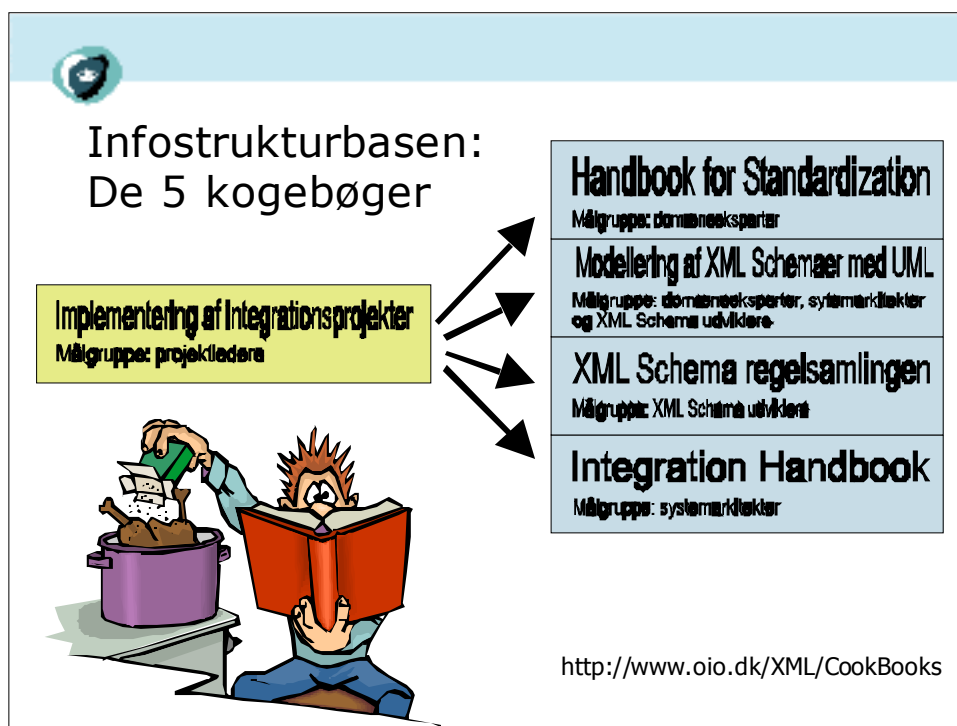 Infostrukturbasen:
De 5 kogebøger
Implementering af Integrationsprojekter
Målgruppe: projektledere
Handbook for Standardization
Målgruppe: domæneeksperter
Modellering af XML Schemaer med UML
Målgruppe: domæneeksperter, sytemarkitekter
og XML Schema udviklere
XML Schema regelsamlingen
Målgruppe: XML Schema udviklere
Integration Handbook
Målgruppe: systemarkitekter
http://www.oio.dk/XML/CookBooks